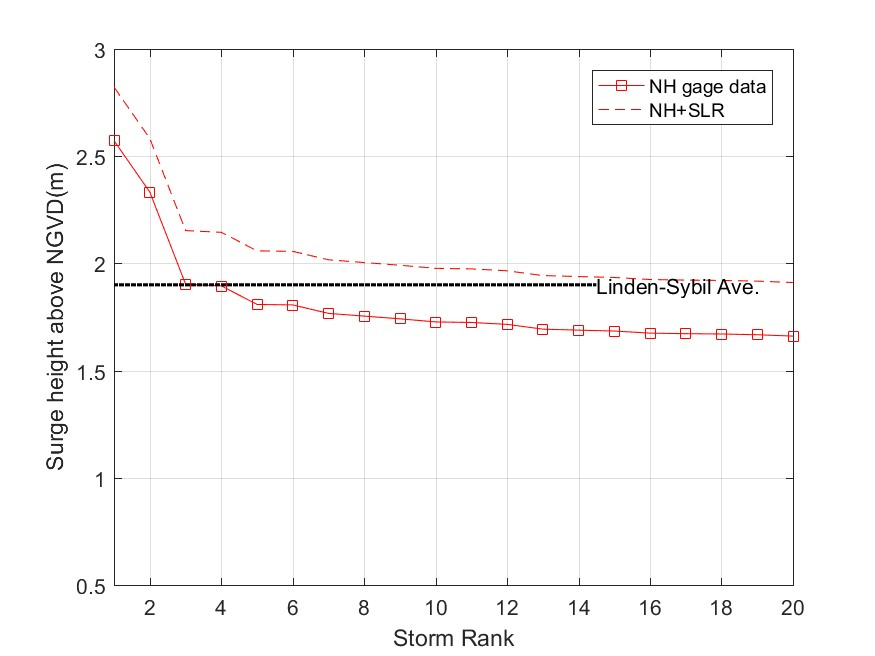 3
2.5
2
1.5
1
0.5
Surge height above NGVD(m)
NH gage data
NH+SLR
Linden-Sybil Ave.
2 4 6 8 10 12 14 16 18 20
Storm Rank